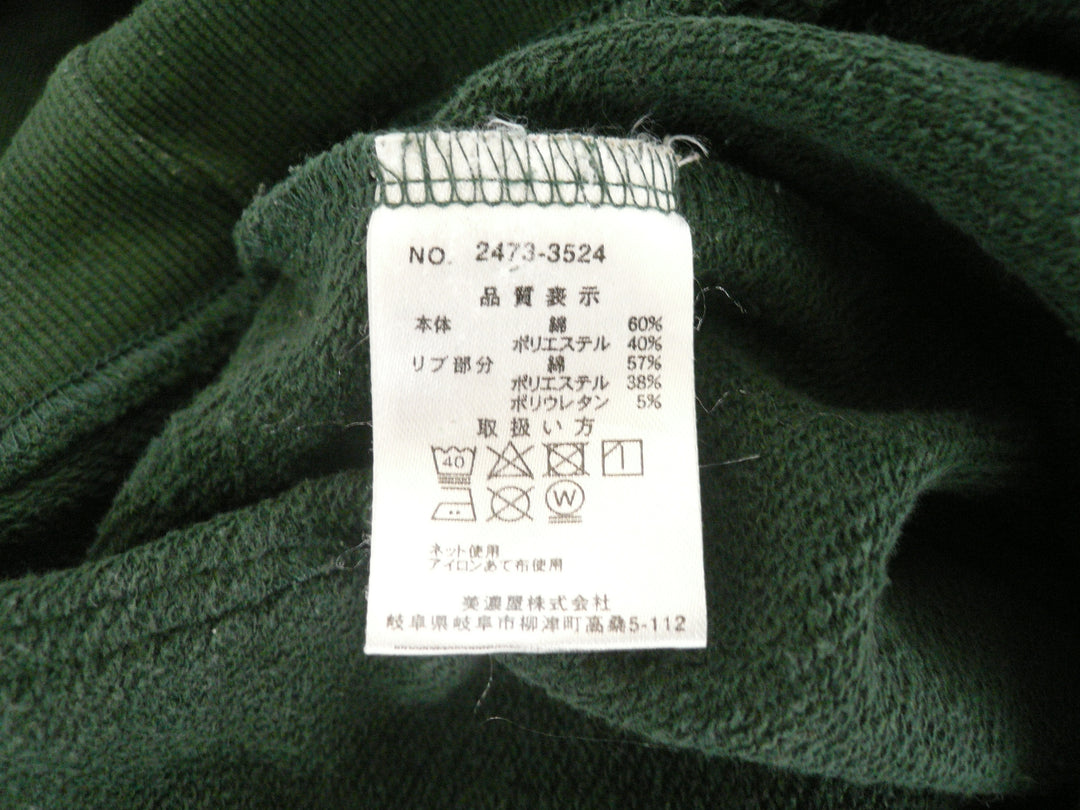 NO. 2473-3524
品質表示
本体 綿 60%
ポリエステル 40%
リブ部分 綿 57%
ポリエステル 38%
ポリウレタン 5%
取扱い方
40
W
ネット使用
アイロンあて布使用
美濃屋株式会社
岐阜県岐阜市柳津町高桑5-112